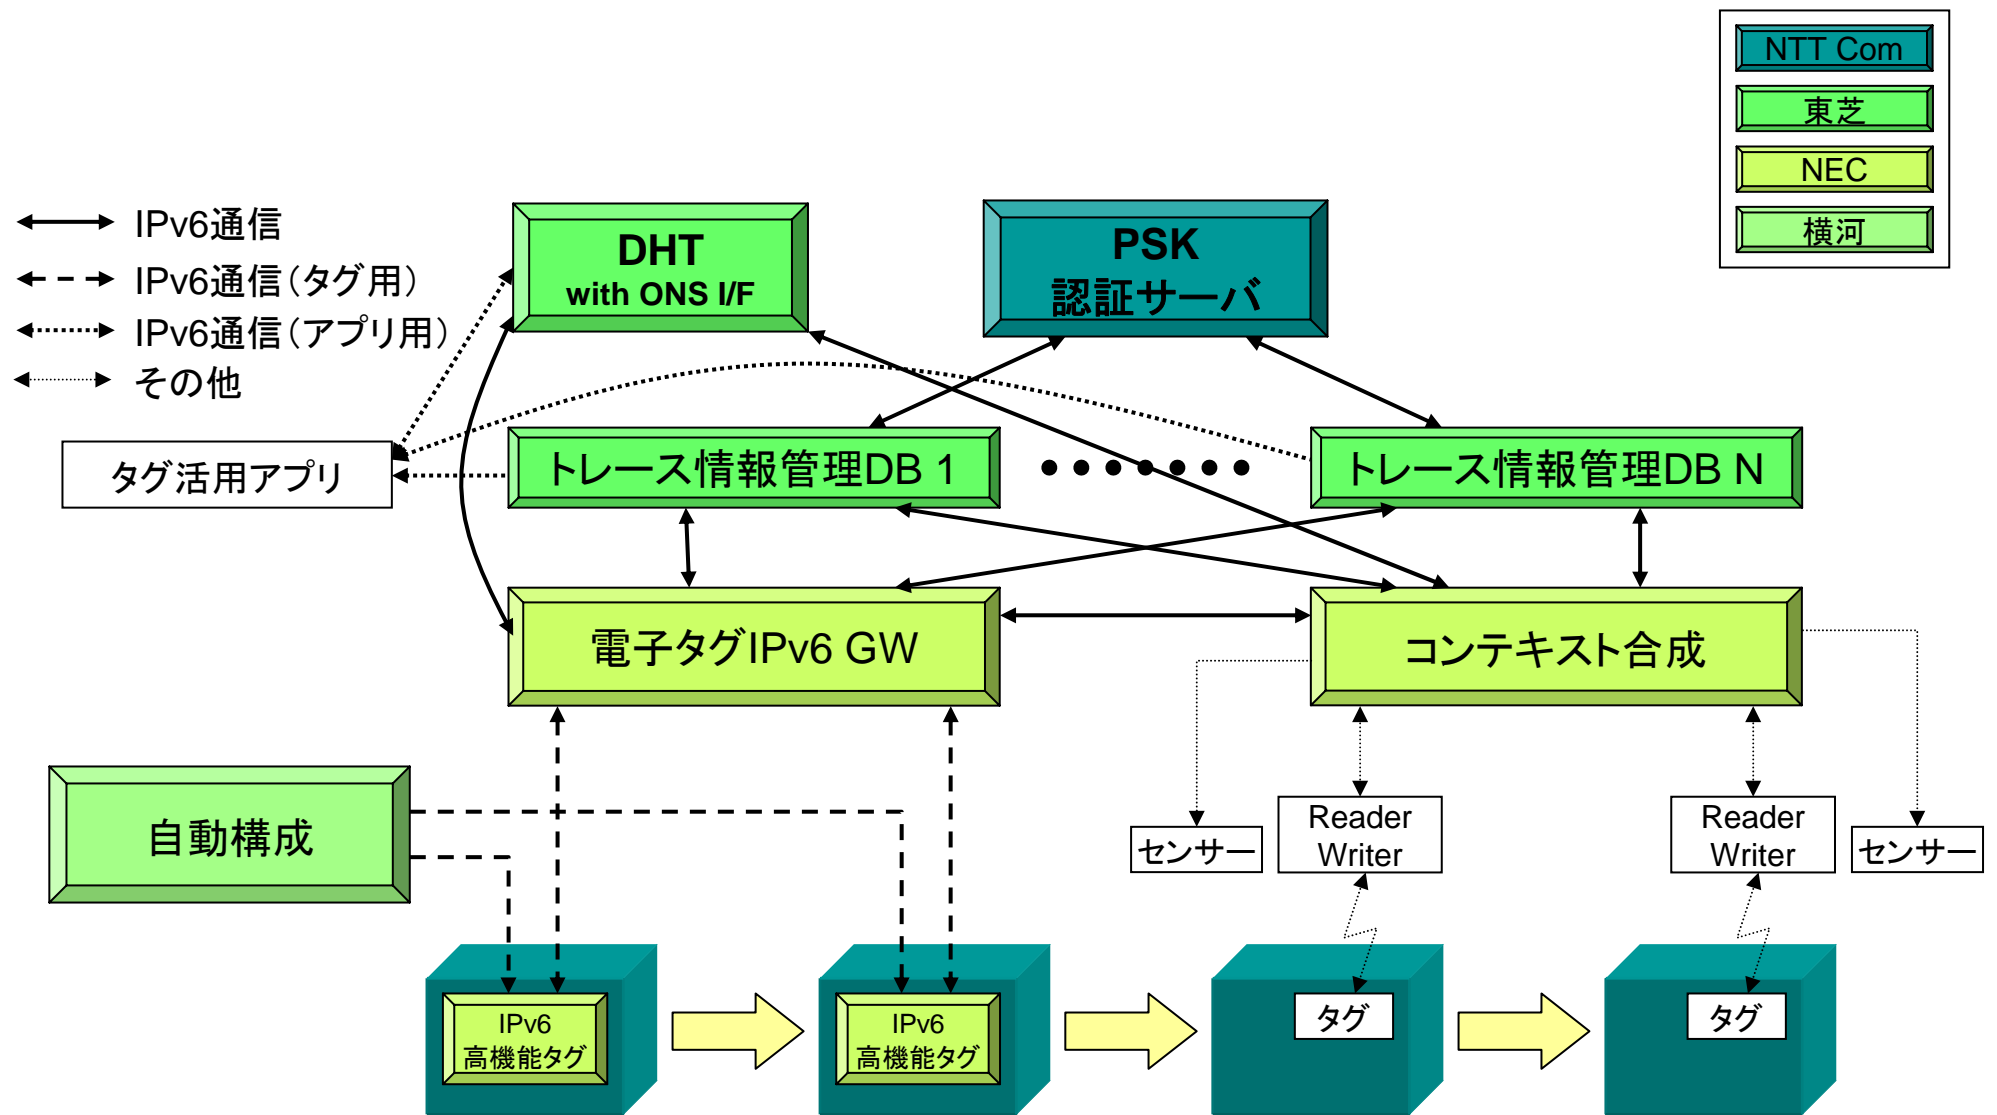 NTT Com
東芝
NEC
横河
IPv6通信
IPv6通信（タグ用）
IPv6通信（アプリ用）
その他
DHT
with ONS I/F
PSK
認証サーバ
タグ活用アプリ
トレース情報管理DB 1
トレース情報管理DB N
電子タグIPv6 GW
コンテキスト合成
自動構成
センサー
Reader
Writer
Reader
Writer
センサー
IPv6
高機能タグ
IPv6
高機能タグ
タグ
タグ